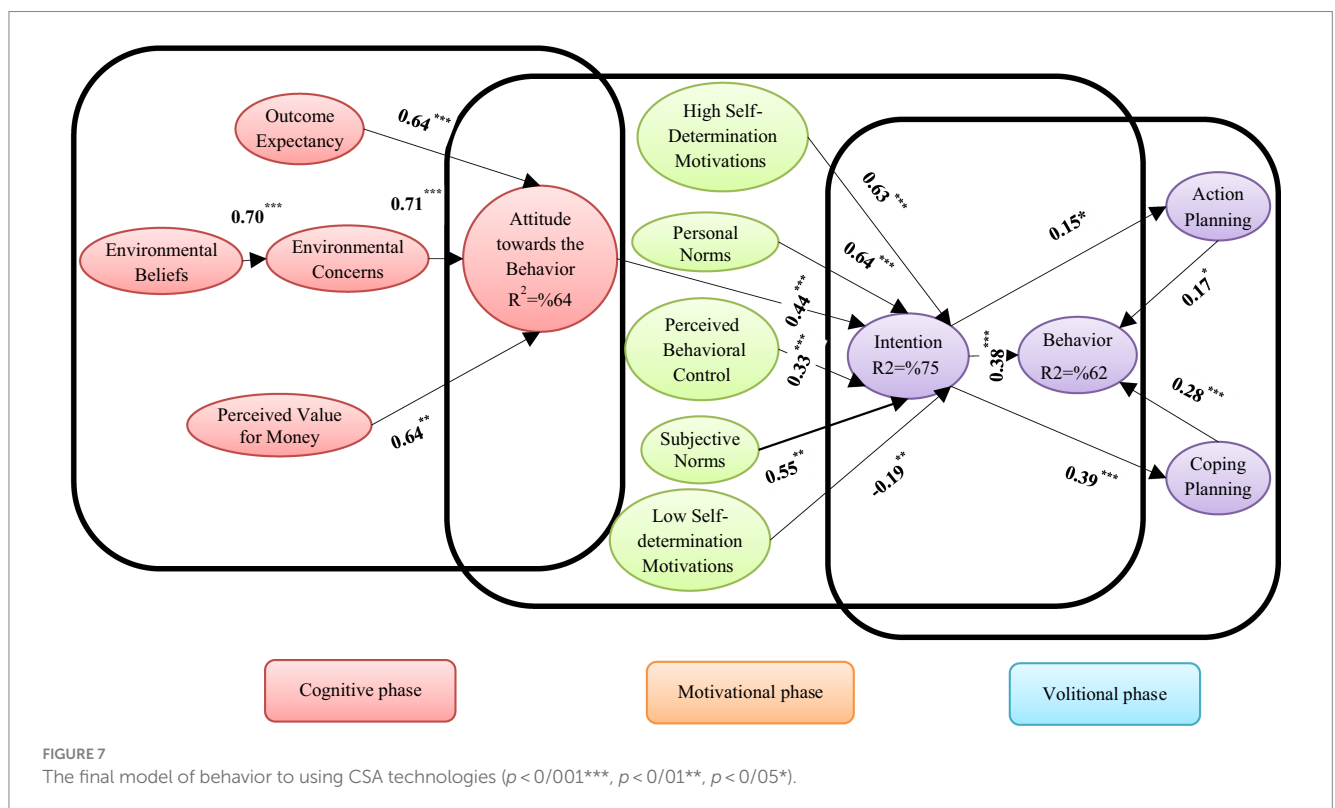 Outcome
Expectancy
0.64 ***
Environmental
Beliefs
0.70 ***
Environmental
Concerns
0.71 ***
Perceived Value
for Money
0.64 **
Attitude
towards the
Behavior
R2=%64
High Self-
Determination
Motivations
0.63 ***
Personal
Norms
0.64 ***
0.44 ***
Perceived
Behavioral
Control
0.33 ***
Subjective
Norms
0.55 **
Low Self-
determination
Motivations
-0.19 **
Intention
R2=%75
0.15*
0.38 ***
0.39 ***
Action
Planning
0.17 *
Behavior
R2=%62
0.28 ***
Coping
Planning
Cognitive phase
Motivational phase
Volitional phase
FIGURE 7
The final model of behavior to using CSA technologies (p < 0/001***, p < 0/01**, p < 0/05*).